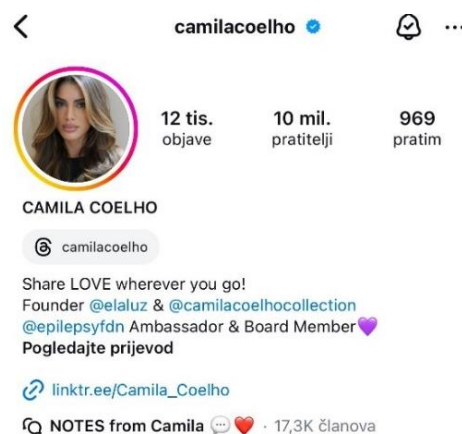 camilacoelho
12 tis. 10 mil. 969
objave pratitelji pratim
CAMILA COELHO
camilacoelho
Share LOVE wherever you go!
Founder @elaluz & @camilacoelhocollection
@epilepsyfdn Ambassador & Board Member💜
Pogledajte prijevod
linktr.ee/Camila_Coelho
NOTES from Camila 💬❤️ · 17,3K članova